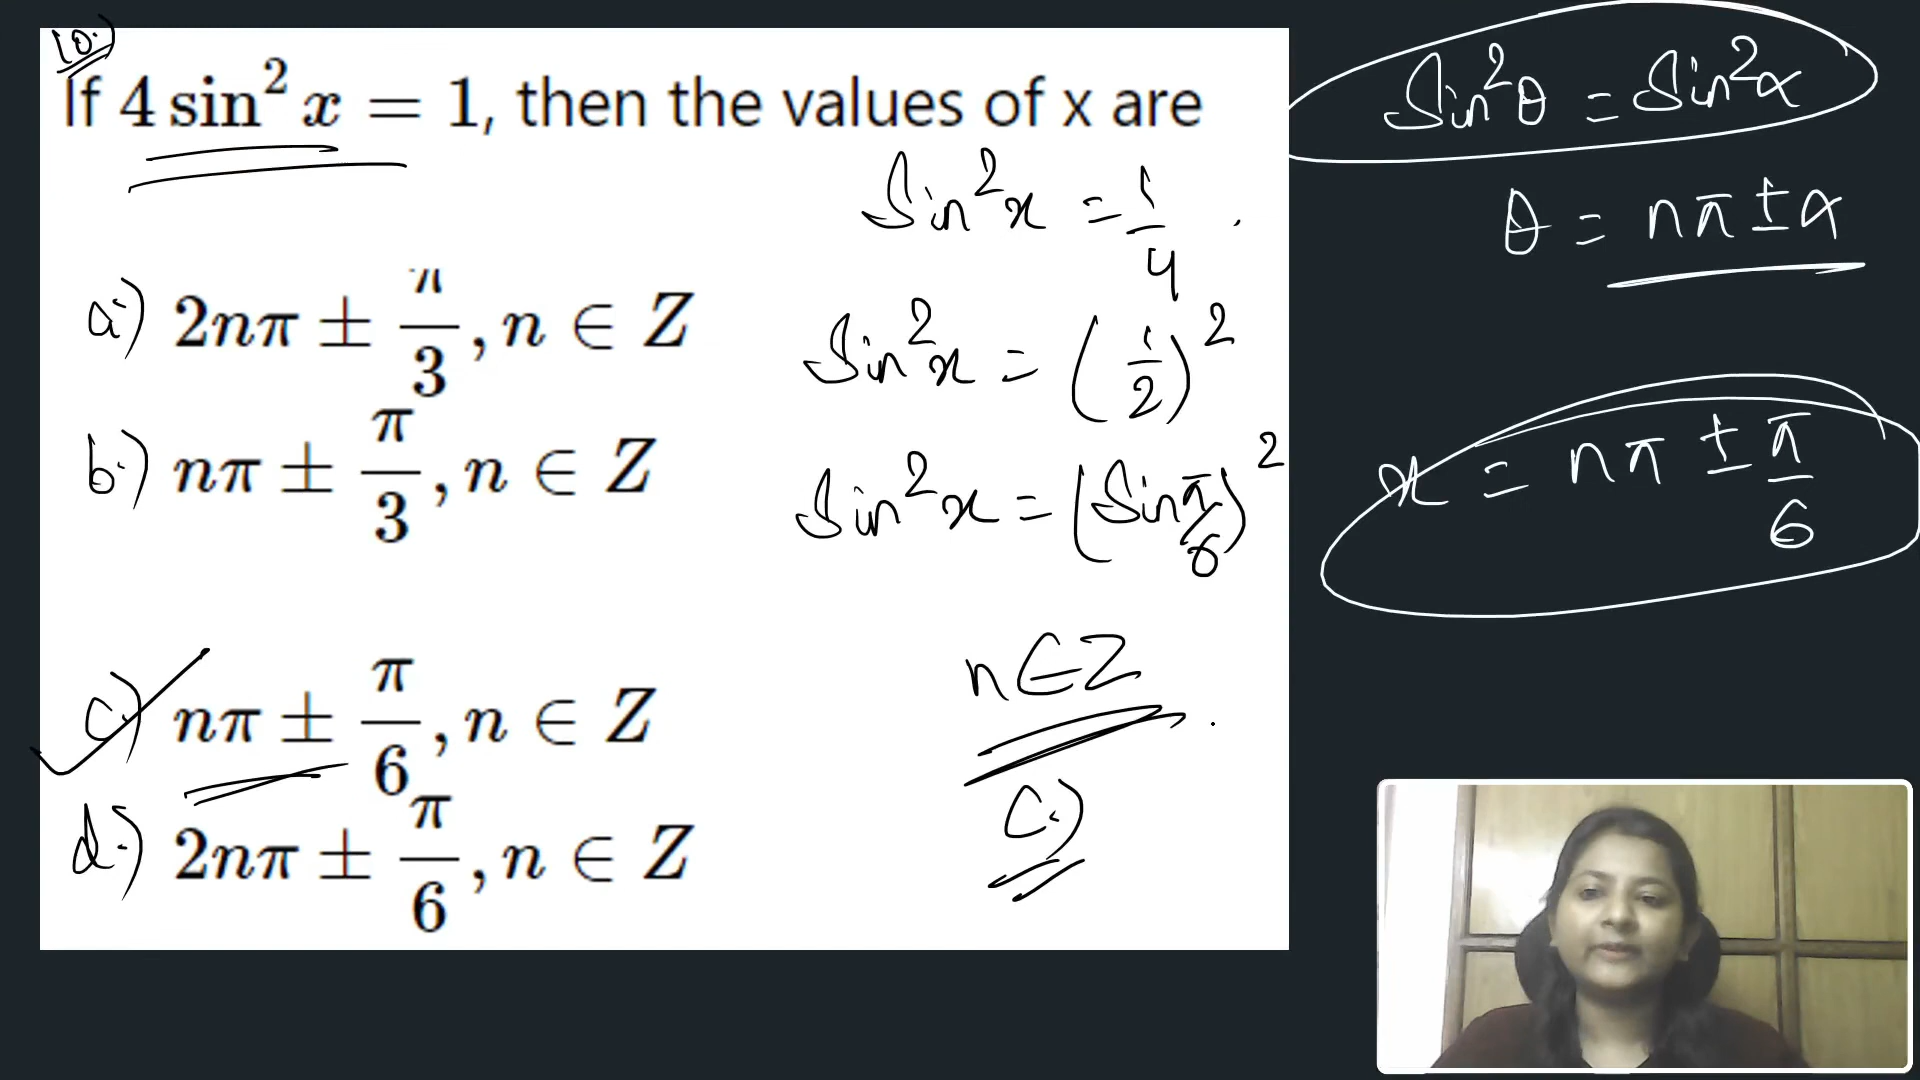 10.)
If 4 sin² x = 1, then the values of x are
a.) 2nπ ± π/3, n ∈ Z
b.) nπ ± π/3, n ∈ Z
c.) nπ ± π/6, n ∈ Z
d.) 2nπ ± π/6, n ∈ Z
Sin²x = 1/4
Sin²x = (1/2)²
Sin²x = (Sin π/6)²
n ∈ Z
c.)
Sin²θ = Sin²α
θ = nπ ± α
x = nπ ± π/6